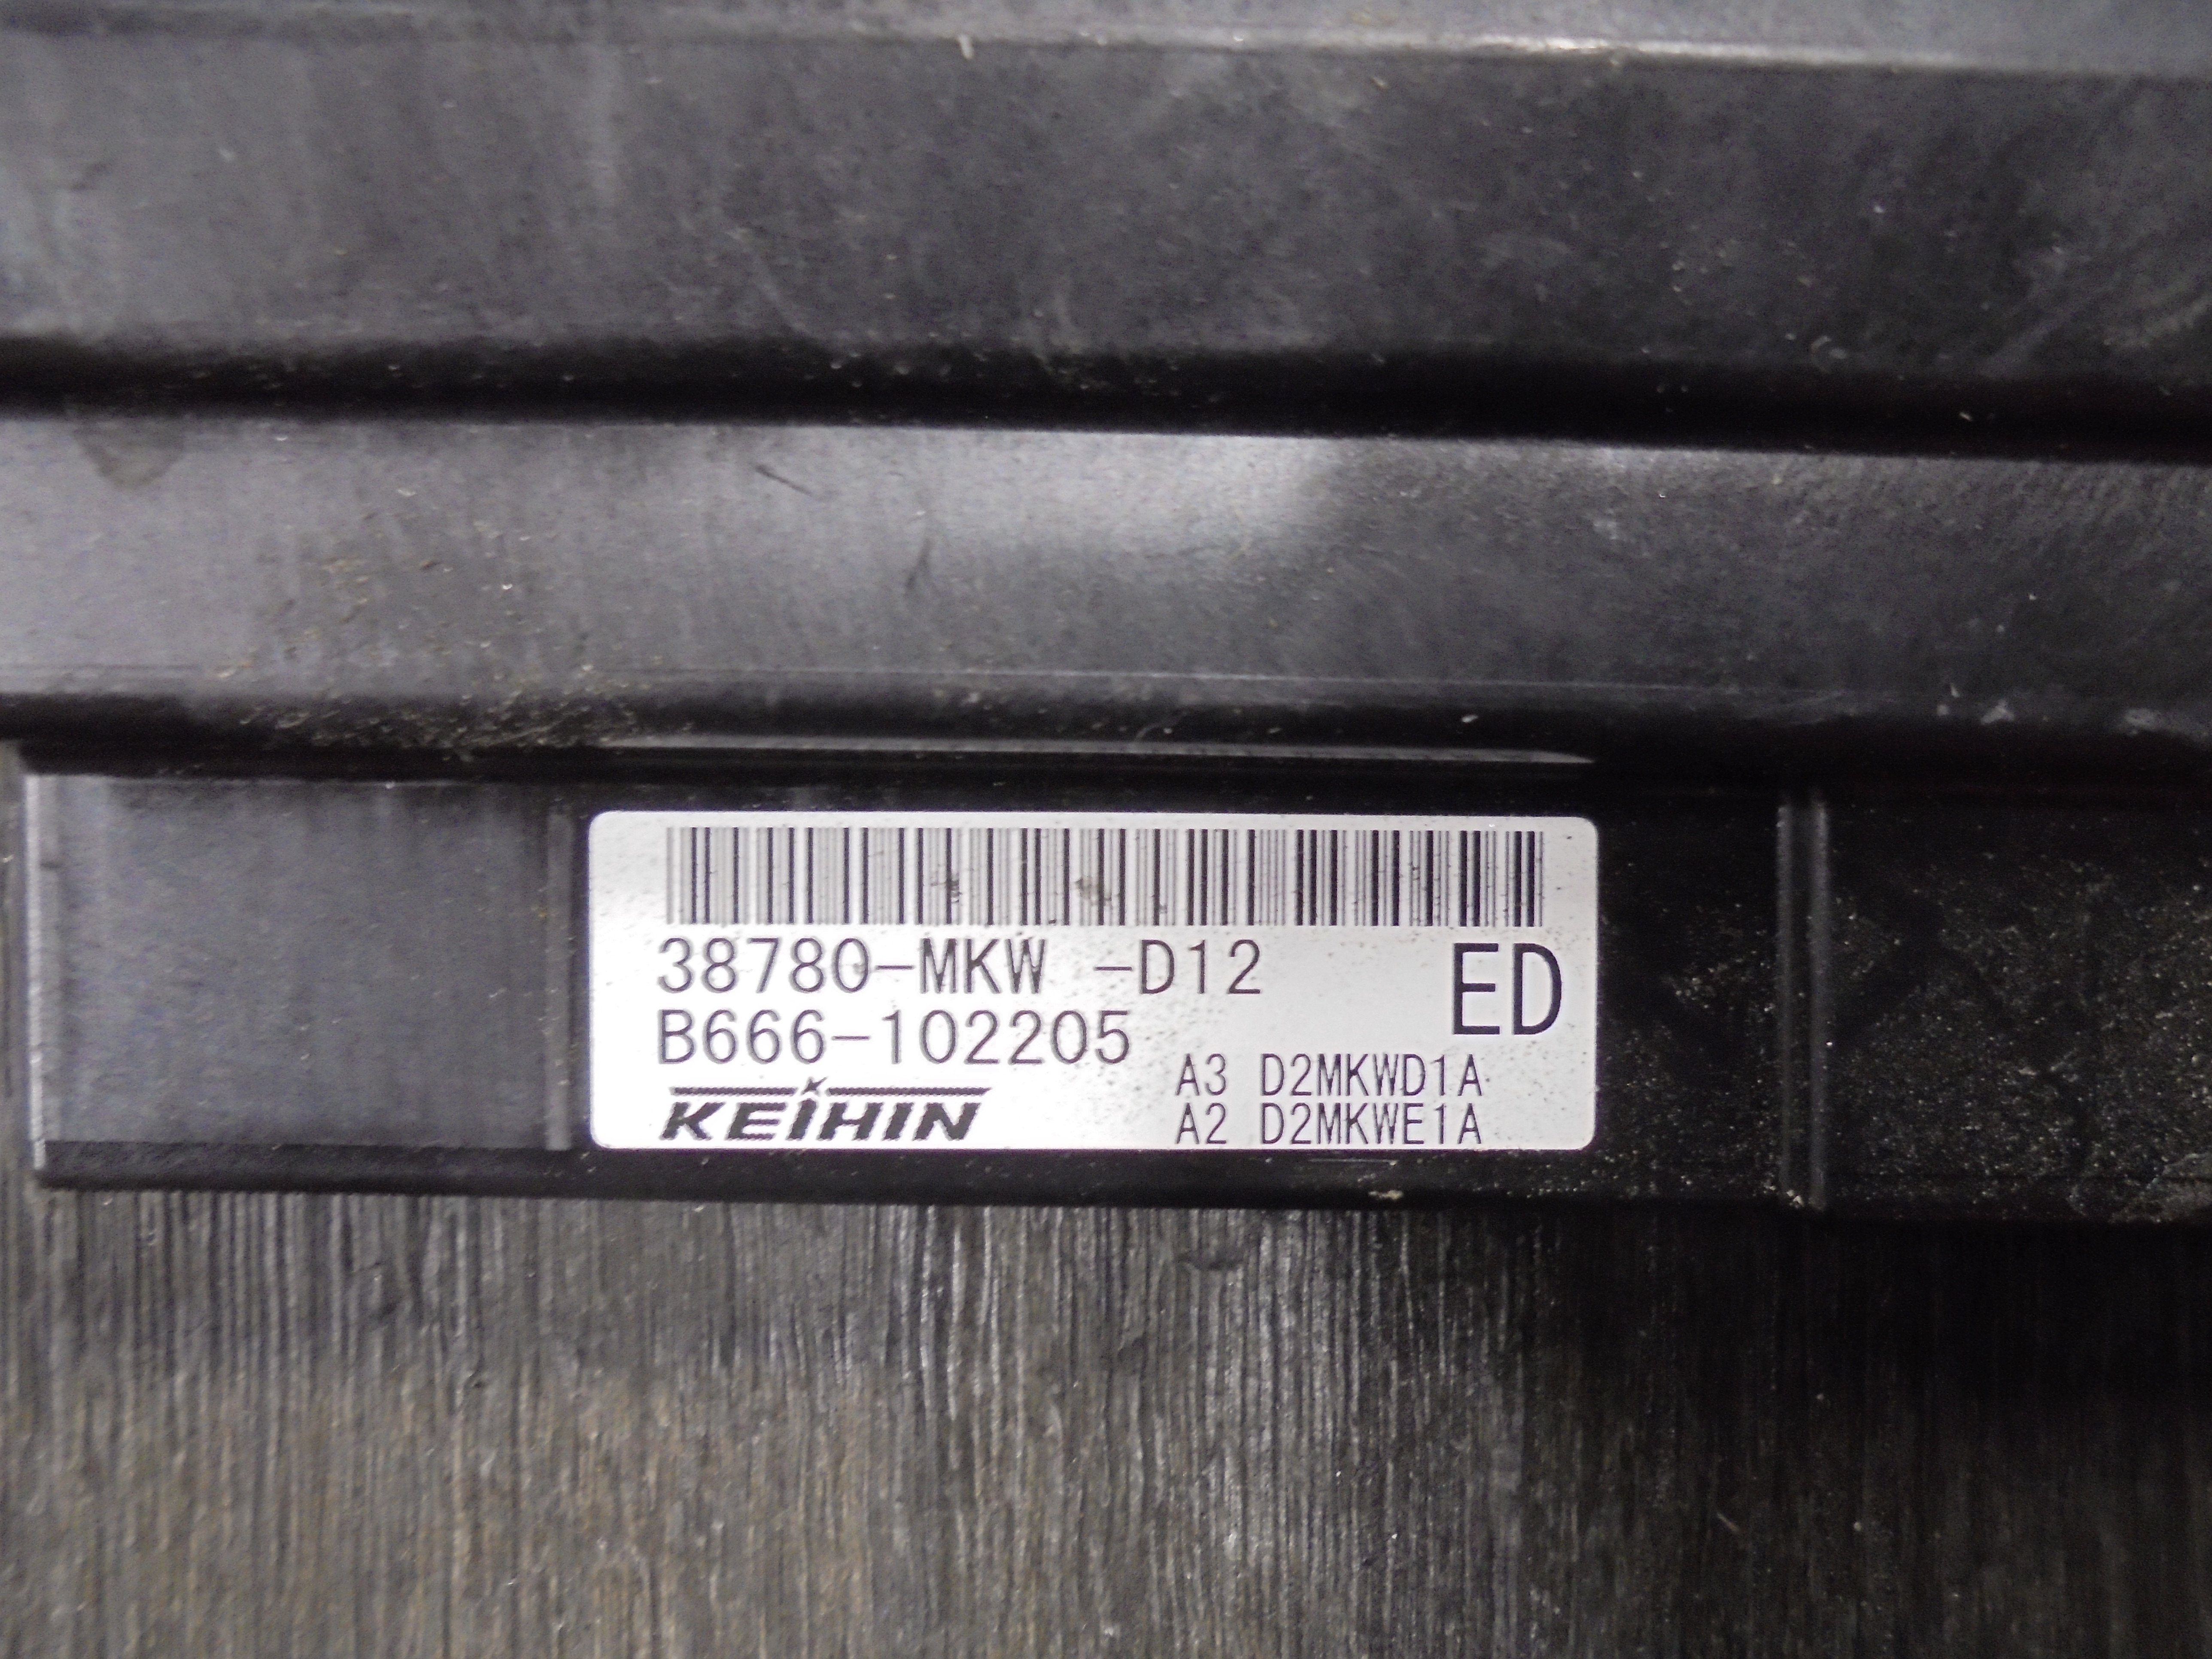 38780-MKW -D12
ED
B666-102205
A3 D2MKWD1A
KEIHIN
A2 D2MKWE1A